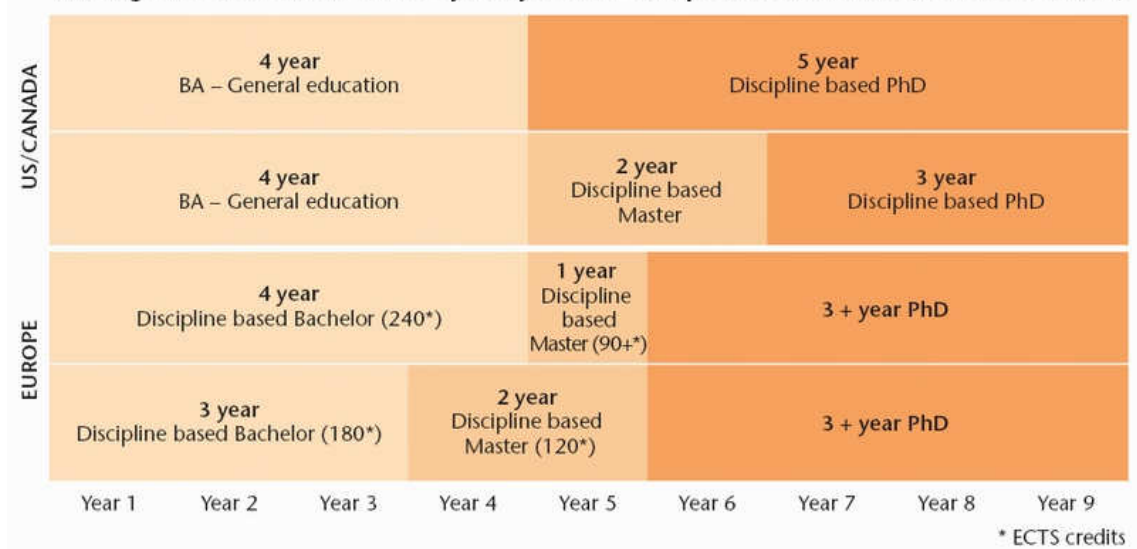 US/CANADA
4 year
BA – General education
5 year
Discipline based PhD
4 year
BA – General education
2 year
Discipline based
Master
3 year
Discipline based PhD
EUROPE
4 year
Discipline based Bachelor (240*)
1 year
Discipline
based
Master (90+*)
3 + year PhD
3 year
Discipline based Bachelor (180*)
2 year
Discipline based
Master (120*)
3 + year PhD
Year 1 Year 2 Year 3 Year 4 Year 5 Year 6 Year 7 Year 8 Year 9
* ECTS credits